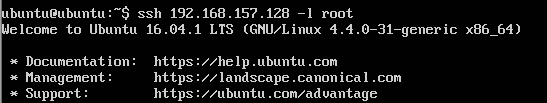 ubuntu@ubuntu:~$ ssh 192.168.157.128 -l root
Welcome to Ubuntu 16.04.1 LTS (GNU/Linux 4.4.0-31-generic x86_64)
* Documentation:  https://help.ubuntu.com
* Management:     https://landscape.canonical.com
* Support:        https://ubuntu.com/advantage